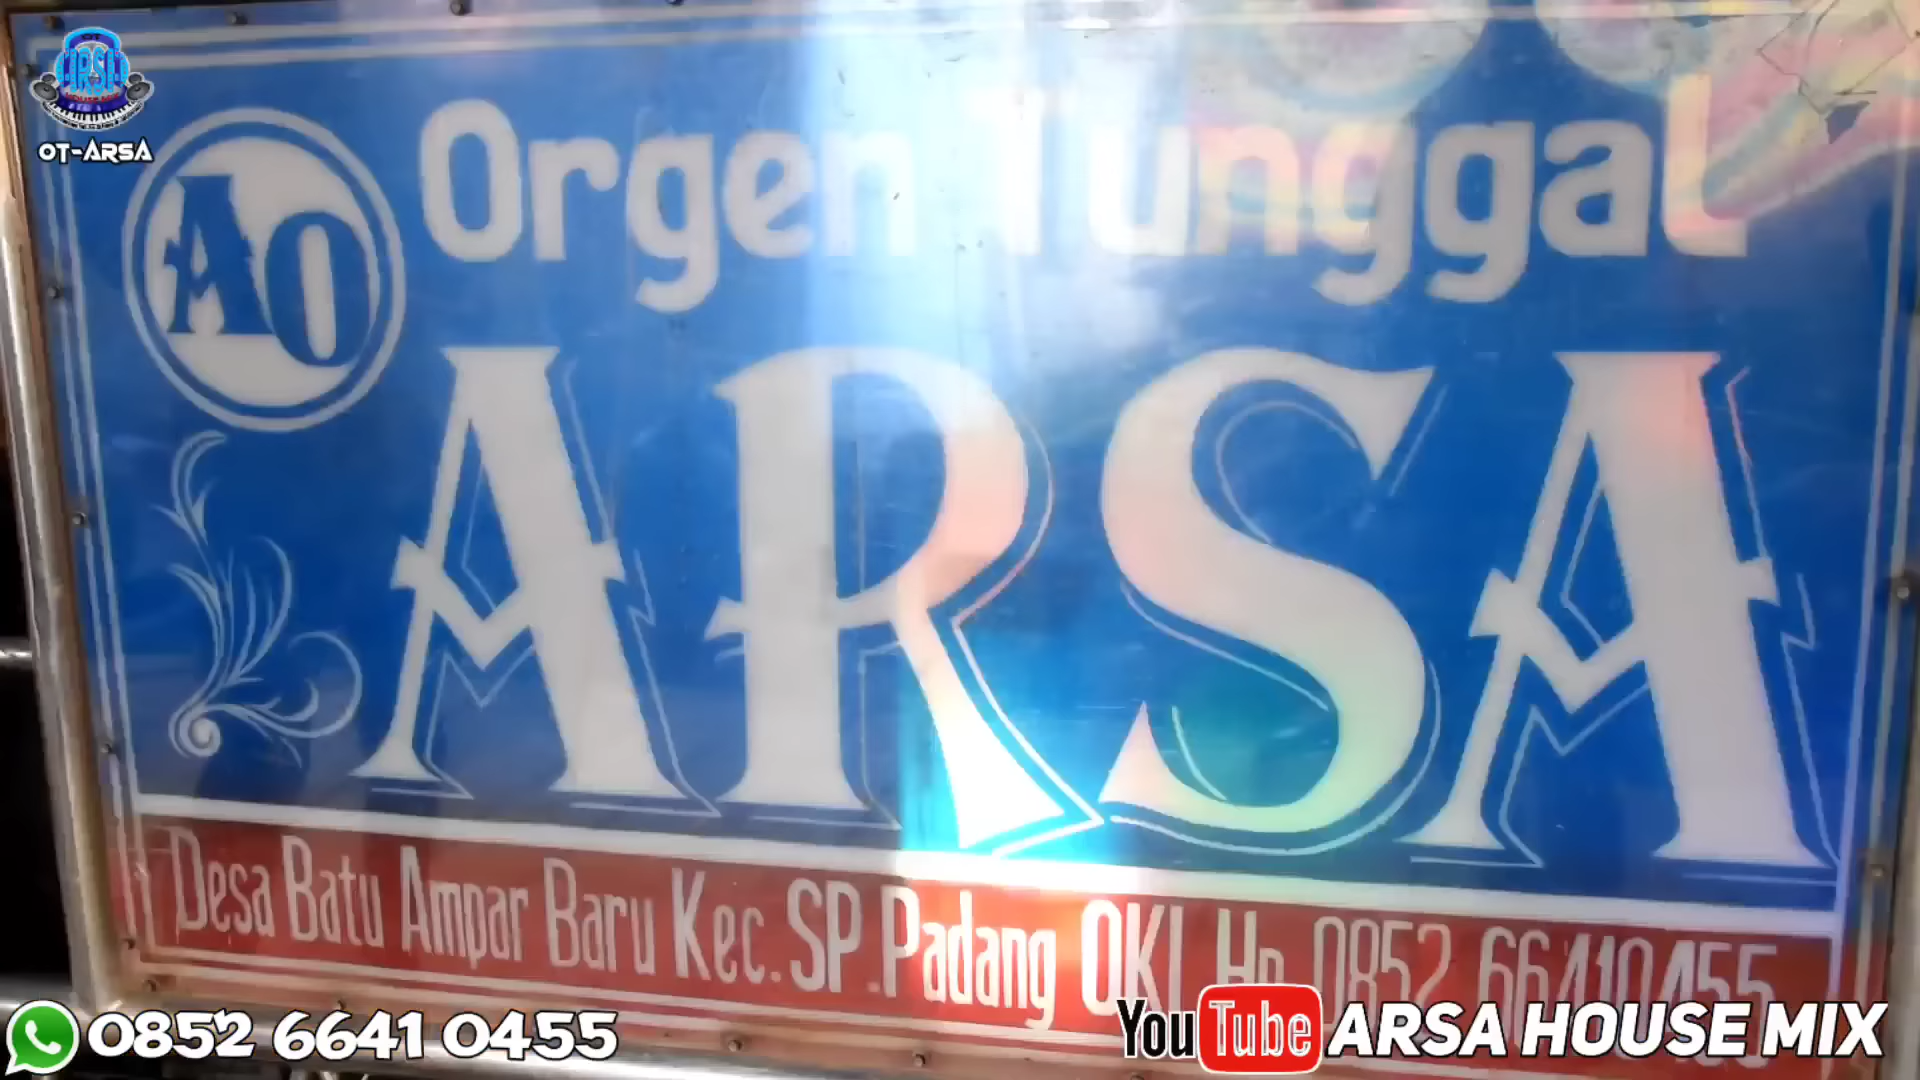 ARSA
OT-ARSA
AO
Orgen Tunggal
ARSA
Desa Batu Ampar Baru Kec. SP. Padang OKI Hp 0852 66410455
0852 6641 0455
YouTube ARSA HOUSE MIX